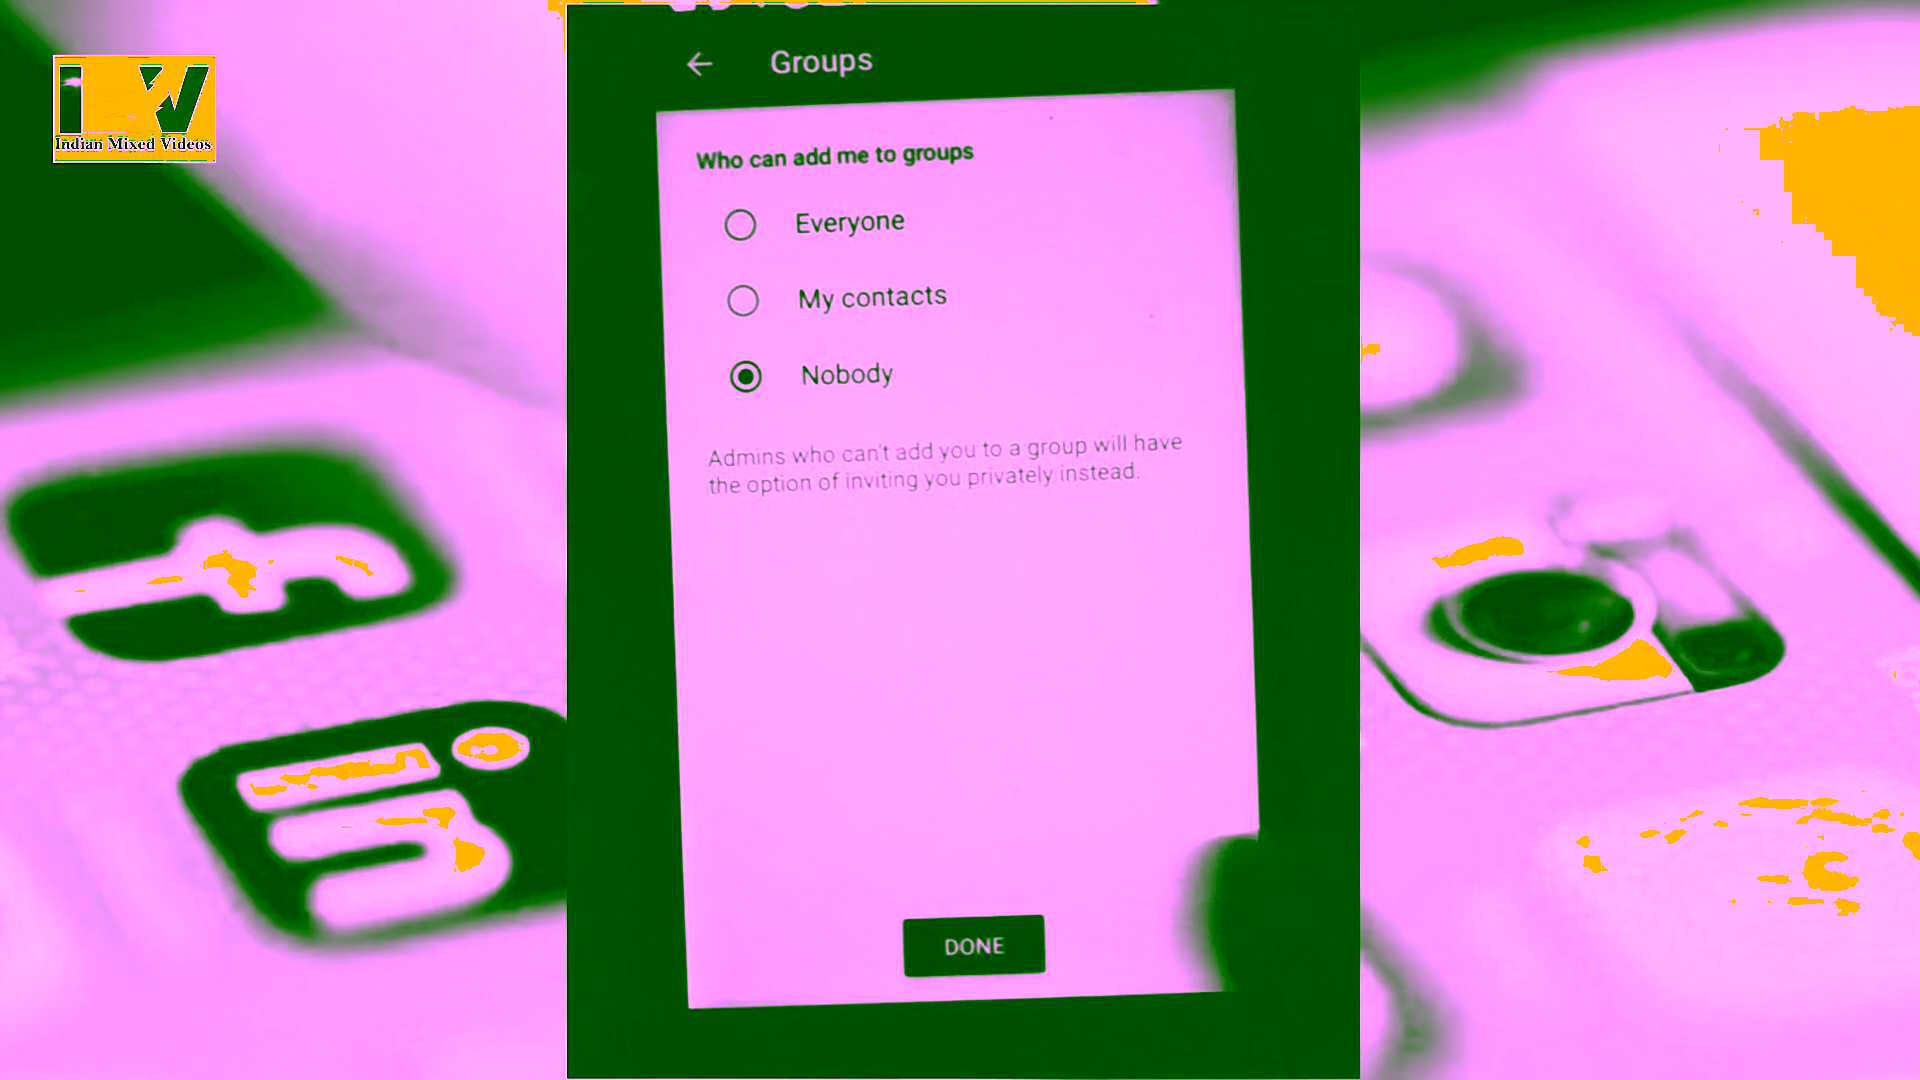 Indian Mixed Videos
Groups
Who can add me to groups
Everyone
My contacts
Nobody
Admins who can't add you to a group will have
the option of inviting you privately instead.
DONE